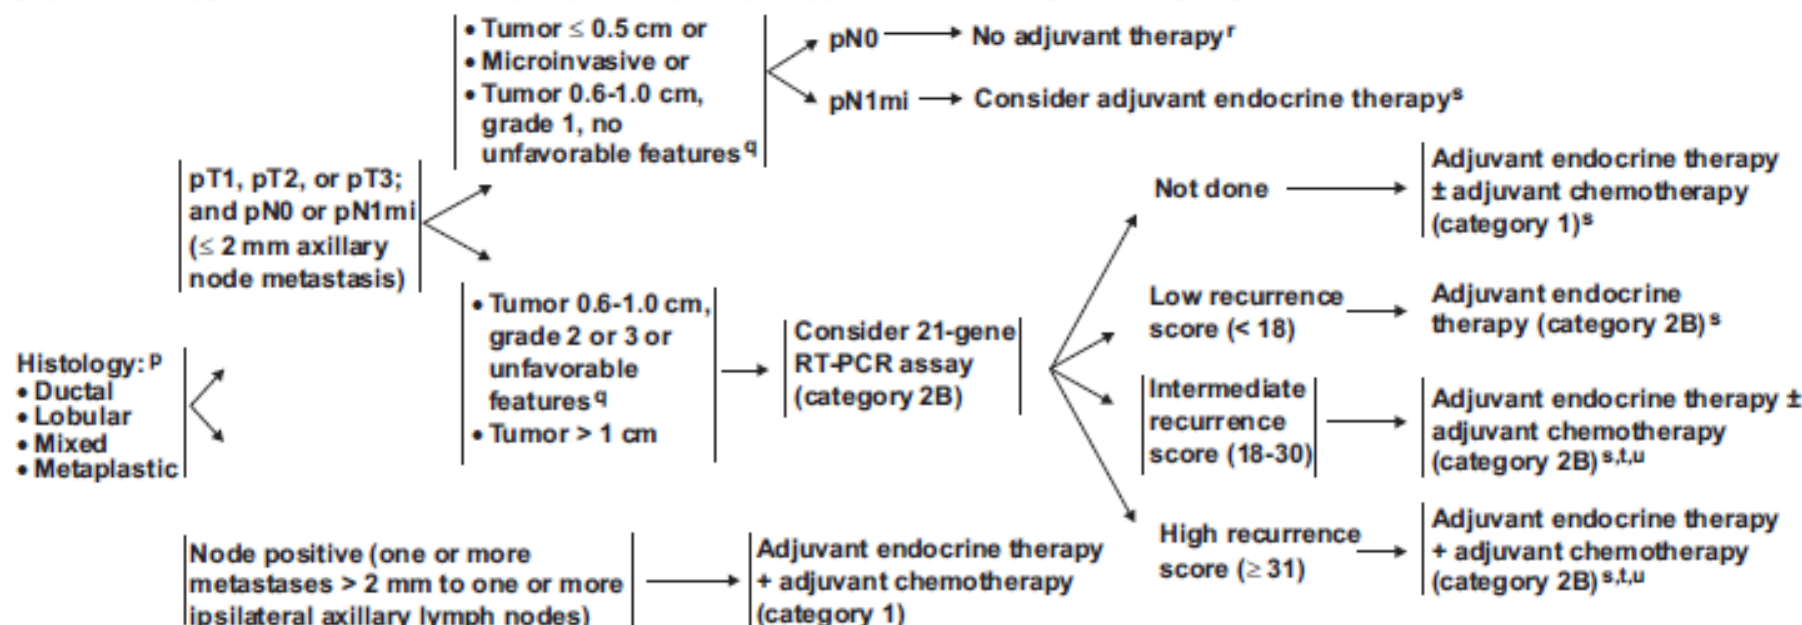 Histology: p
• Ductal
• Lobular
• Mixed
• Metaplastic
pT1, pT2, or pT3;
and pN0 or pN1mi
(≤ 2 mm axillary
node metastasis)
• Tumor ≤ 0.5 cm or
• Microinvasive or
• Tumor 0.6-1.0 cm,
grade 1, no
unfavorable features q
pN0
No adjuvant therapy r
pN1mi
Consider adjuvant endocrine therapy s
• Tumor 0.6-1.0 cm,
grade 2 or 3 or
unfavorable
features q
• Tumor > 1 cm
Consider 21-gene
RT-PCR assay
(category 2B)
Not done
Adjuvant endocrine therapy
± adjuvant chemotherapy
(category 1) s
Low recurrence
score (< 18)
Adjuvant endocrine
therapy (category 2B) s
Intermediate
recurrence
score (18-30)
Adjuvant endocrine therapy ±
adjuvant chemotherapy
(category 2B) s,t,u
High recurrence
score (≥ 31)
Adjuvant endocrine therapy
+ adjuvant chemotherapy
(category 2B) s,t,u
Node positive (one or more
metastases > 2 mm to one or more
ipsilateral axillary lymph nodes)
Adjuvant endocrine therapy
+ adjuvant chemotherapy
(category 1)